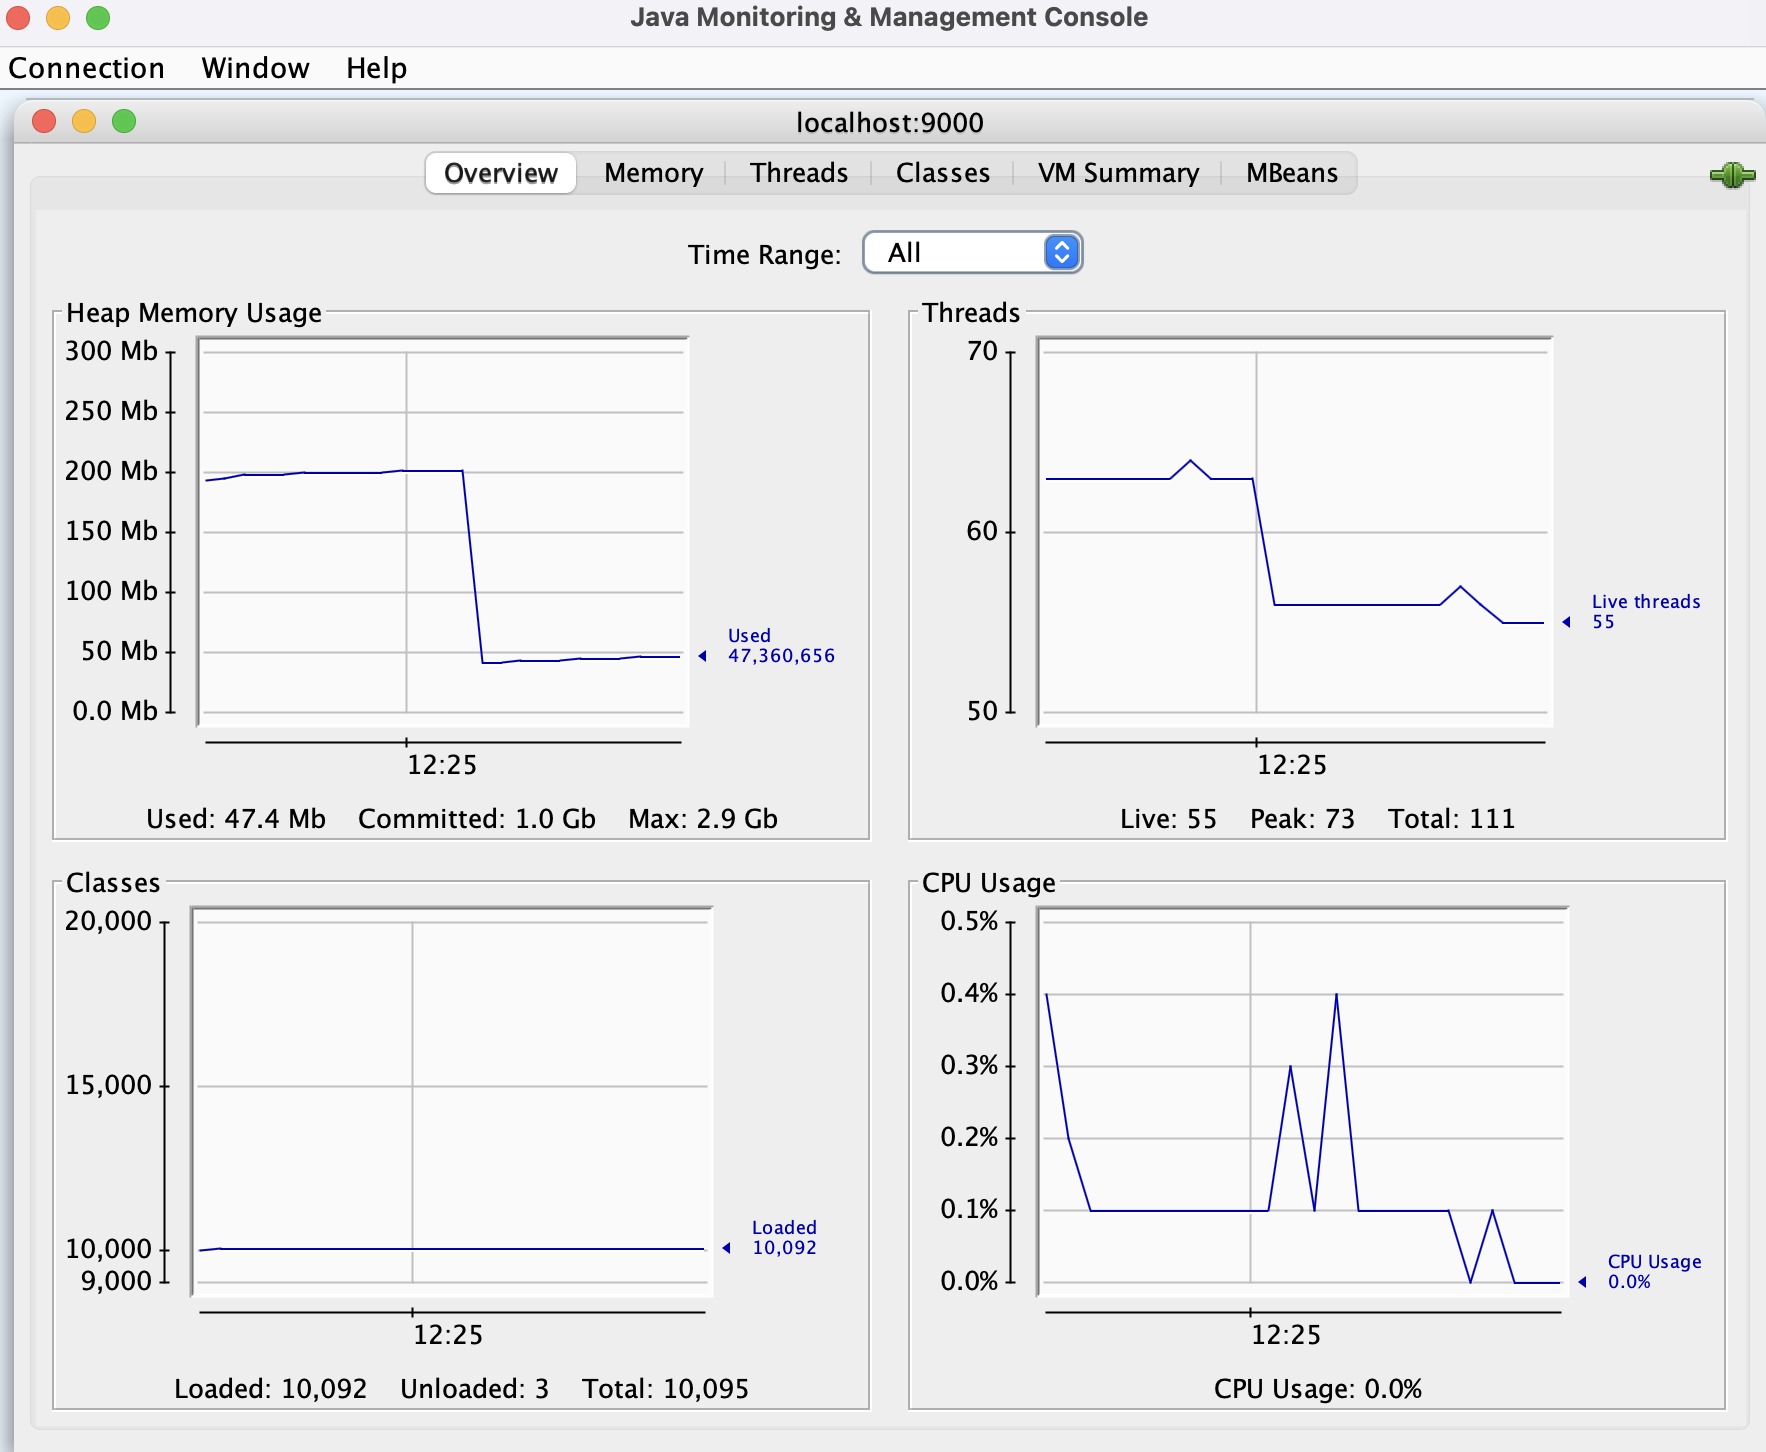 Java Monitoring & Management Console
Connection Window Help
localhost:9000
Overview Memory Threads Classes VM Summary MBeans
Time Range: All
Heap Memory Usage
300 Mb
250 Mb
200 Mb
150 Mb
100 Mb
50 Mb
0.0 Mb
Used
47,360,656
12:25
Used: 47.4 Mb Committed: 1.0 Gb Max: 2.9 Gb
Threads
70
60
50
Live threads
55
12:25
Live: 55 Peak: 73 Total: 111
Classes
20,000
15,000
10,000
9,000
Loaded
10,092
12:25
Loaded: 10,092 Unloaded: 3 Total: 10,095
CPU Usage
0.5%
0.4%
0.3%
0.2%
0.1%
0.0%
CPU Usage
0.0%
12:25
CPU Usage: 0.0%